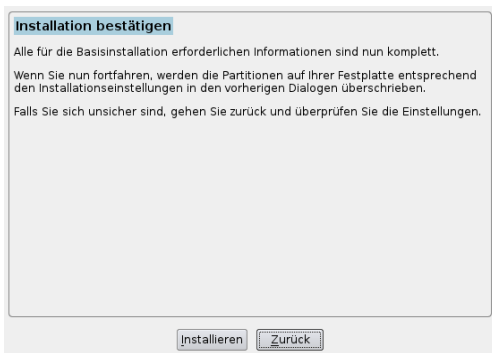 Installation bestätigen
Alle für die Basisinstallation erforderlichen Informationen sind nun komplett.
Wenn Sie nun fortfahren, werden die Partitionen auf Ihrer Festplatte entsprechend
den Installationseinstellungen in den vorherigen Dialogen überschrieben.
Falls Sie sich unsicher sind, gehen Sie zurück und überprüfen Sie die Einstellungen.
Installieren
Zurück